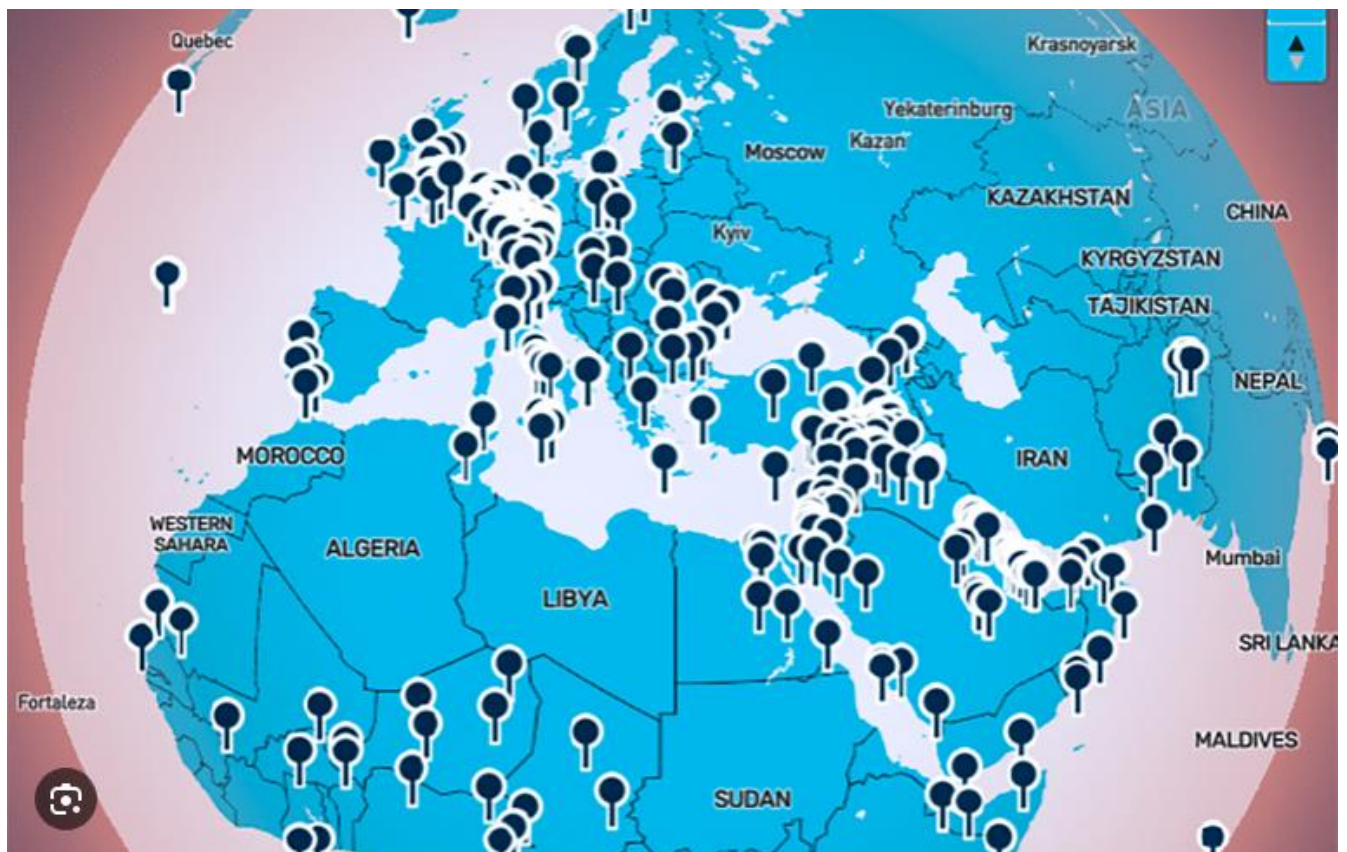 Quebec
Krasnoyarsk
Yekaterinburg
ASIA
Kazan
Moscow
KAZAKHSTAN
CHINA
Kyiv
KYRGYZSTAN
TAJIKISTAN
NEPAL
MOROCCO
IRAN
WESTERN
SAHARA
ALGERIA
Mumbai
LIBYA
SRI LANKA
Fortaleza
MALDIVES
SUDAN